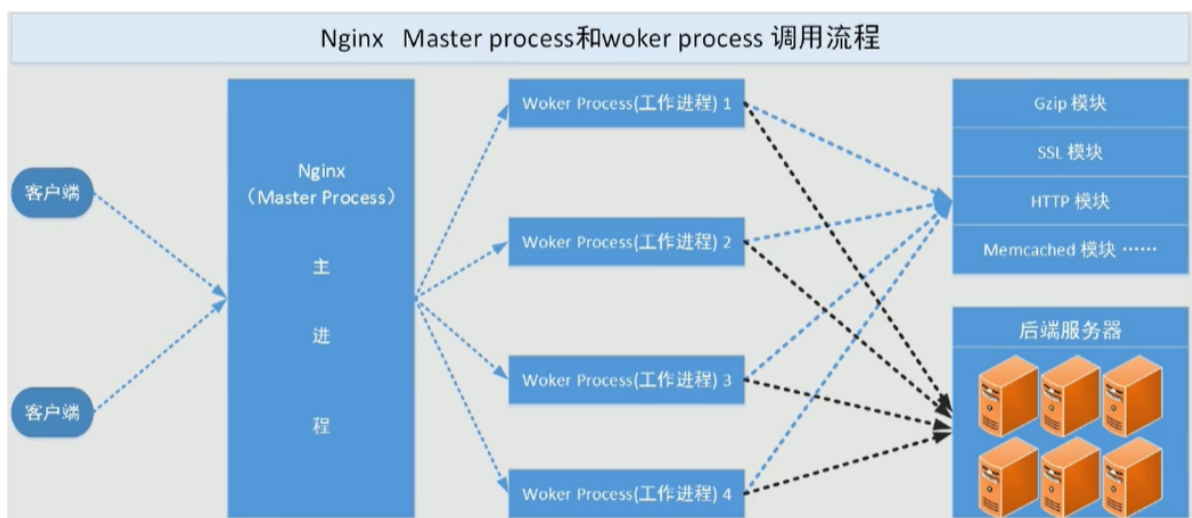 Nginx Master process和woker process 调用流程
客户端
客户端
Nginx
（Master Process）
主
进
程
Woker Process(工作进程) 1
Woker Process(工作进程) 2
Woker Process(工作进程) 3
Woker Process(工作进程) 4
Gzip 模块
SSL 模块
HTTP 模块
Memcached 模块 ……
后端服务器